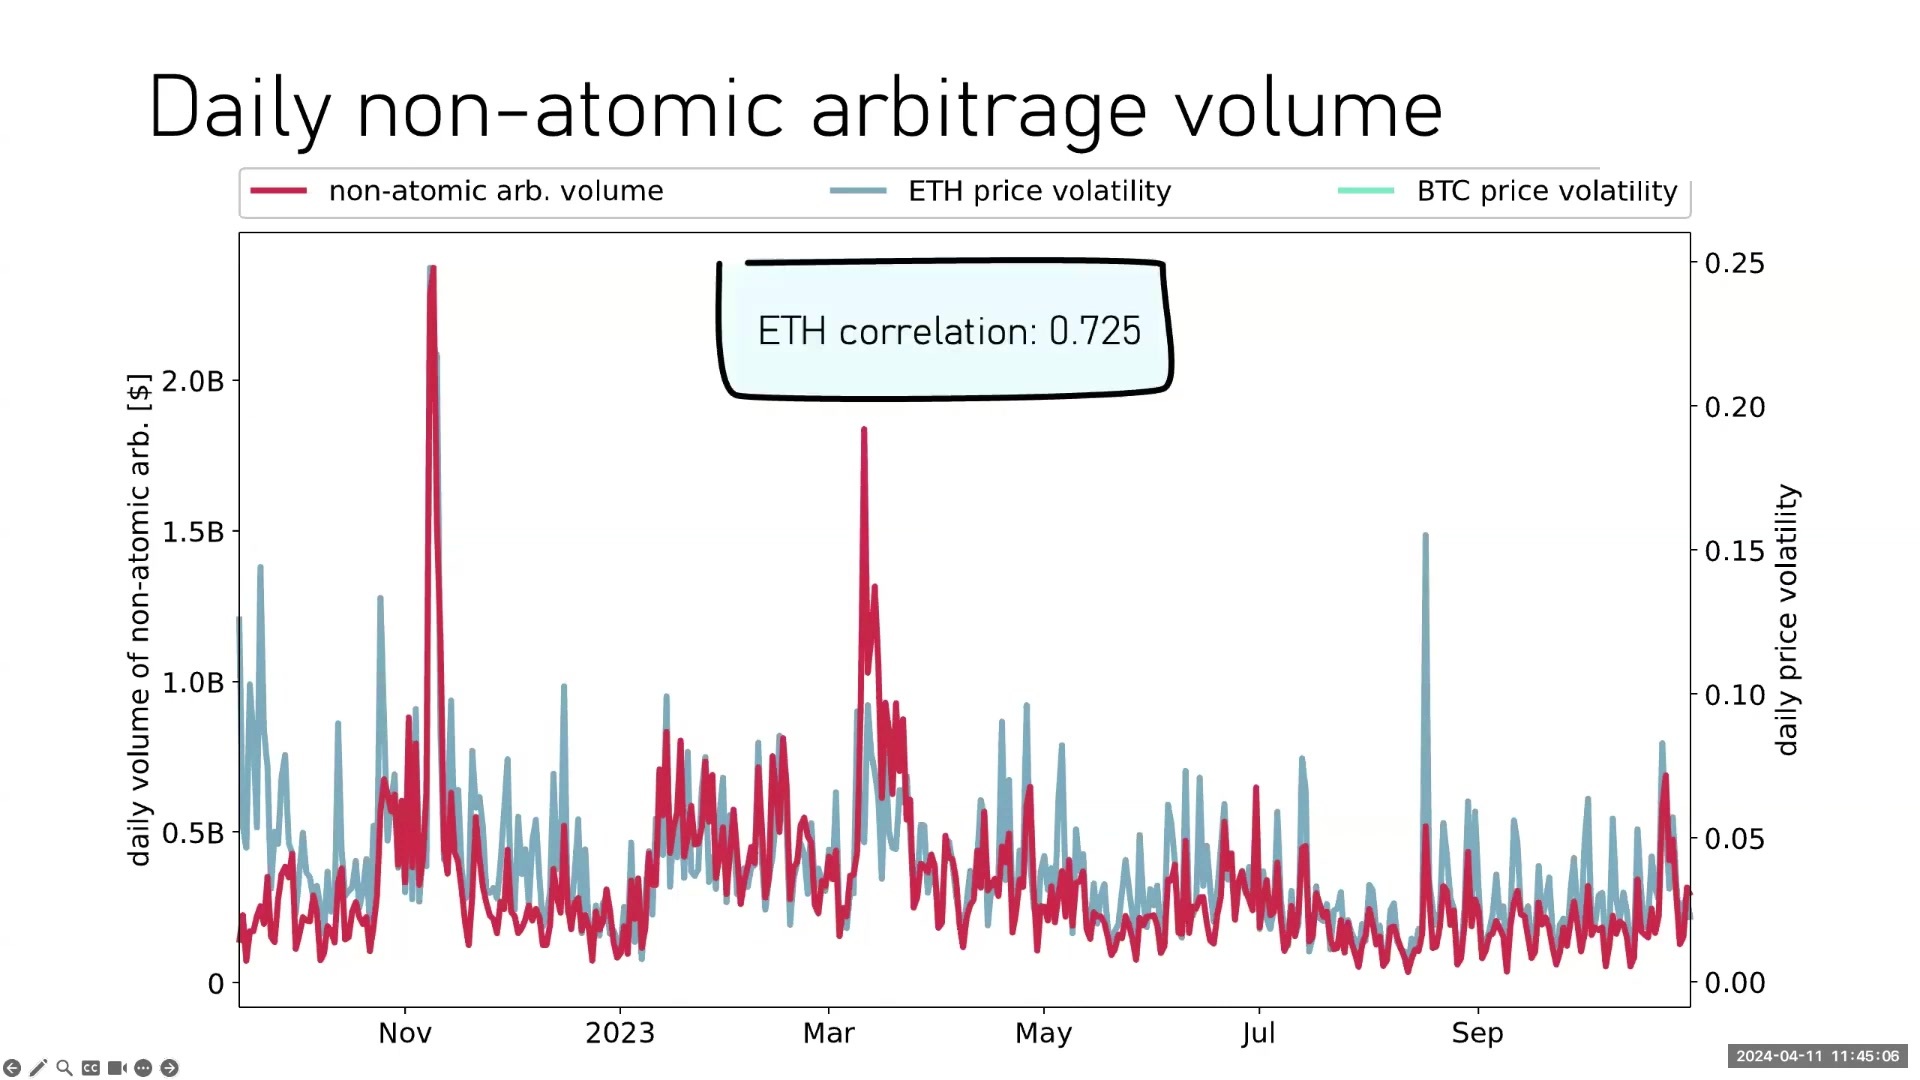 Daily non-atomic arbitrage volume
non-atomic arb. volume
ETH price volatility
BTC price volatility
ETH correlation: 0.725
daily volume of non-atomic arb. [$]
2.0B
1.5B
1.0B
0.5B
0
0.25
0.20
0.15
0.10
0.05
0.00
daily price volatility
Nov
2023
Mar
May
Jul
Sep
CC
2024-04-11 11:45:06